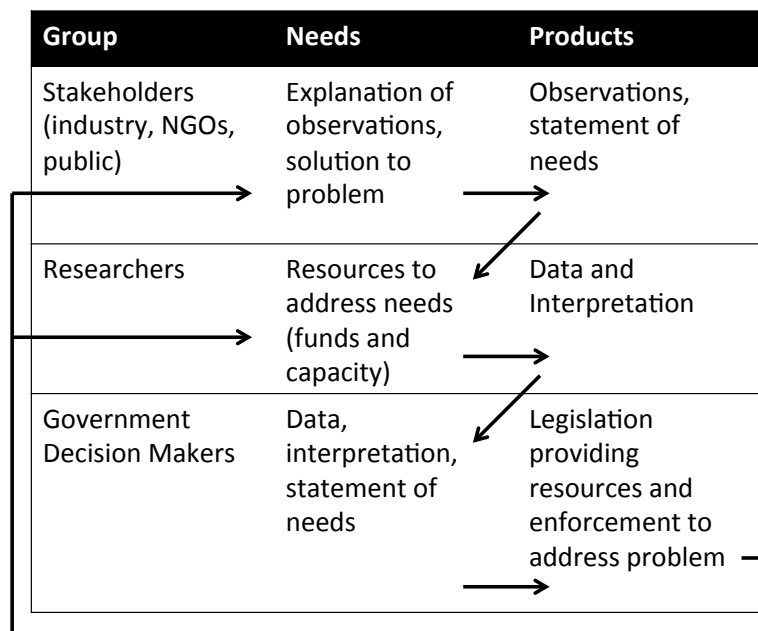 Group Needs Products
Stakeholders
(industry, NGOs,
public)
Explanation of
observations,
solution to
problem
Observations,
statement of
needs
Researchers
Resources to
address needs
(funds and
capacity)
Data and
Interpretation
Government
Decision Makers
Data,
interpretation,
statement of
needs
Legislation
providing
resources and
enforcement to
address problem